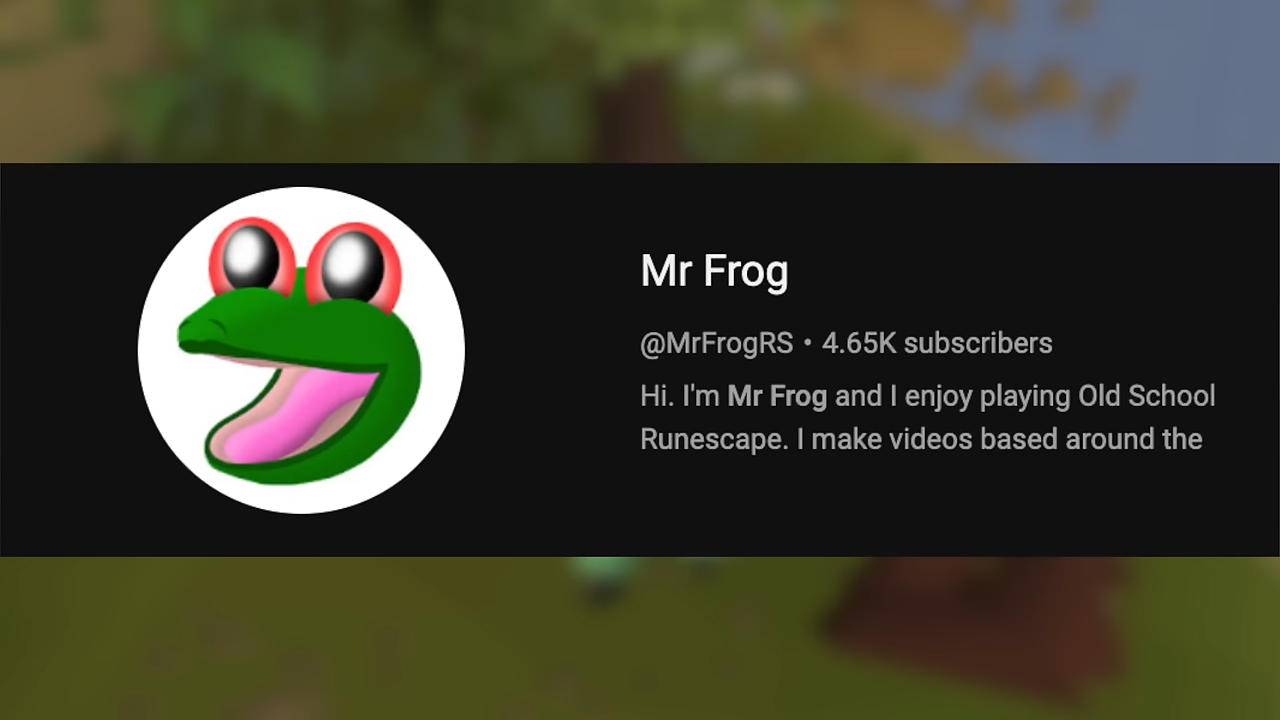 Mr Frog
@MrFrogRS • 4.65K subscribers
Hi. I'm Mr Frog and I enjoy playing Old School
Runescape. I make videos based around the